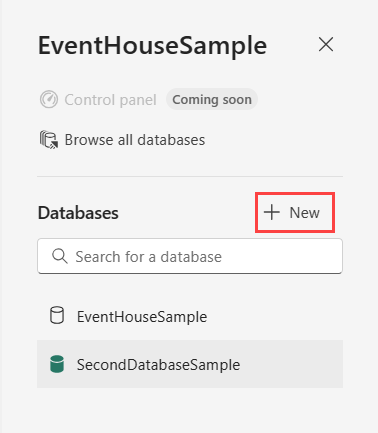 EventHouseSample
Control panel Coming soon
Browse all databases
Databases New
Search for a database
EventHouseSample
SecondDatabaseSample